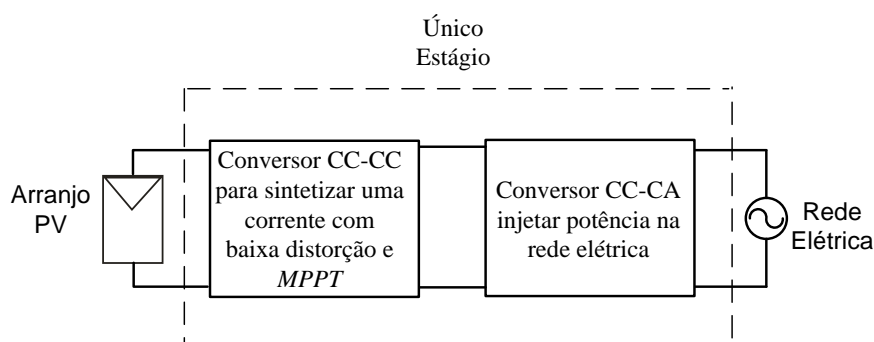 Único
Estágio
Arranjo
PV
Conversor CC-CC
para sintetizar uma
corrente com
baixa distorção e
MPPT
Conversor CC-CA
injetar potência na
rede elétrica
Rede
Elétrica